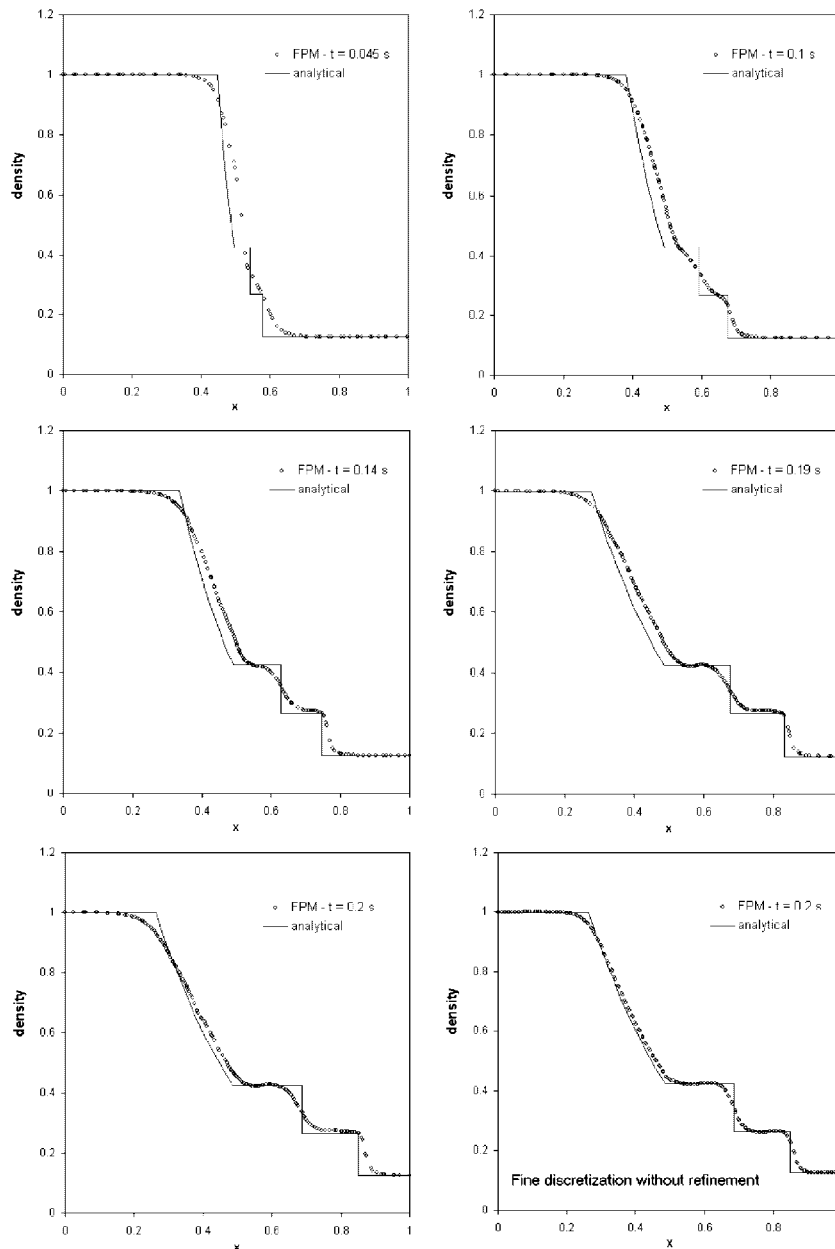 1.2
FPM - t = 0.045 s
analytical
1
0.8
density
0.6
0.4
0.2
0
0 0.2 0.4 0.6 0.8 1
x
1.2
FPM - t = 0.1 s
analytical
1
0.8
density
0.6
0.4
0.2
0
0 0.2 0.4 0.6 0.8
x
1.2
FPM - t = 0.14 s
analytical
1
0.8
density
0.6
0.4
0.2
0
0 0.2 0.4 0.6 0.8 1
x
1.2
FPM - t = 0.19 s
analytical
1
0.8
density
0.6
0.4
0.2
0
0 0.2 0.4 0.6 0.8
x
1.2
FPM - t = 0.2 s
analytical
1
0.8
density
0.6
0.4
0.2
0
0 0.2 0.4 0.6 0.8 1
x
1.2
FPM - t = 0.2 s
analytical
1
0.8
density
0.6
0.4
0.2
Fine discretization without refinement
0
0 0.2 0.4 0.6 0.8
x